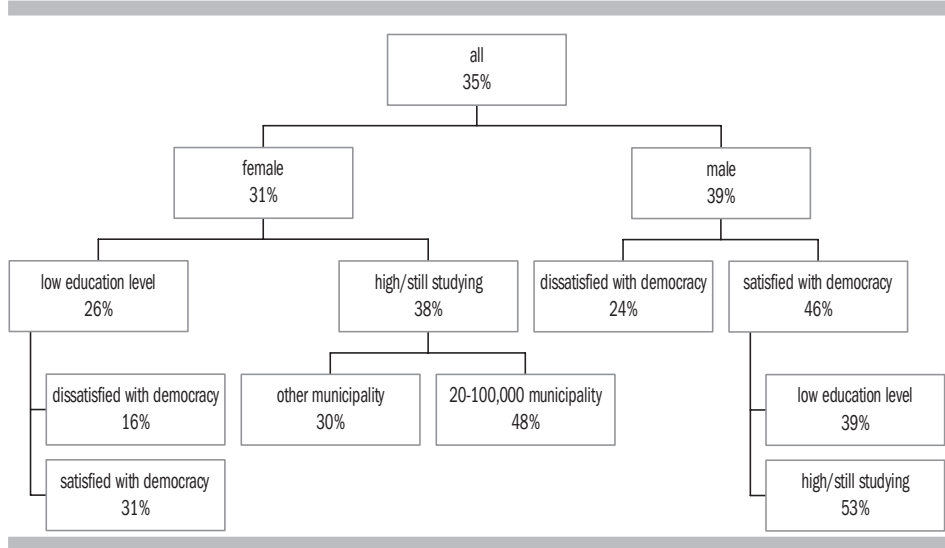 all
35%
female
31%
male
39%
low education level
26%
high/still studying
38%
dissatisfied with democracy
24%
satisfied with democracy
46%
dissatisfied with democracy
16%
other municipality
30%
20-100,000 municipality
48%
low education level
39%
satisfied with democracy
31%
high/still studying
53%